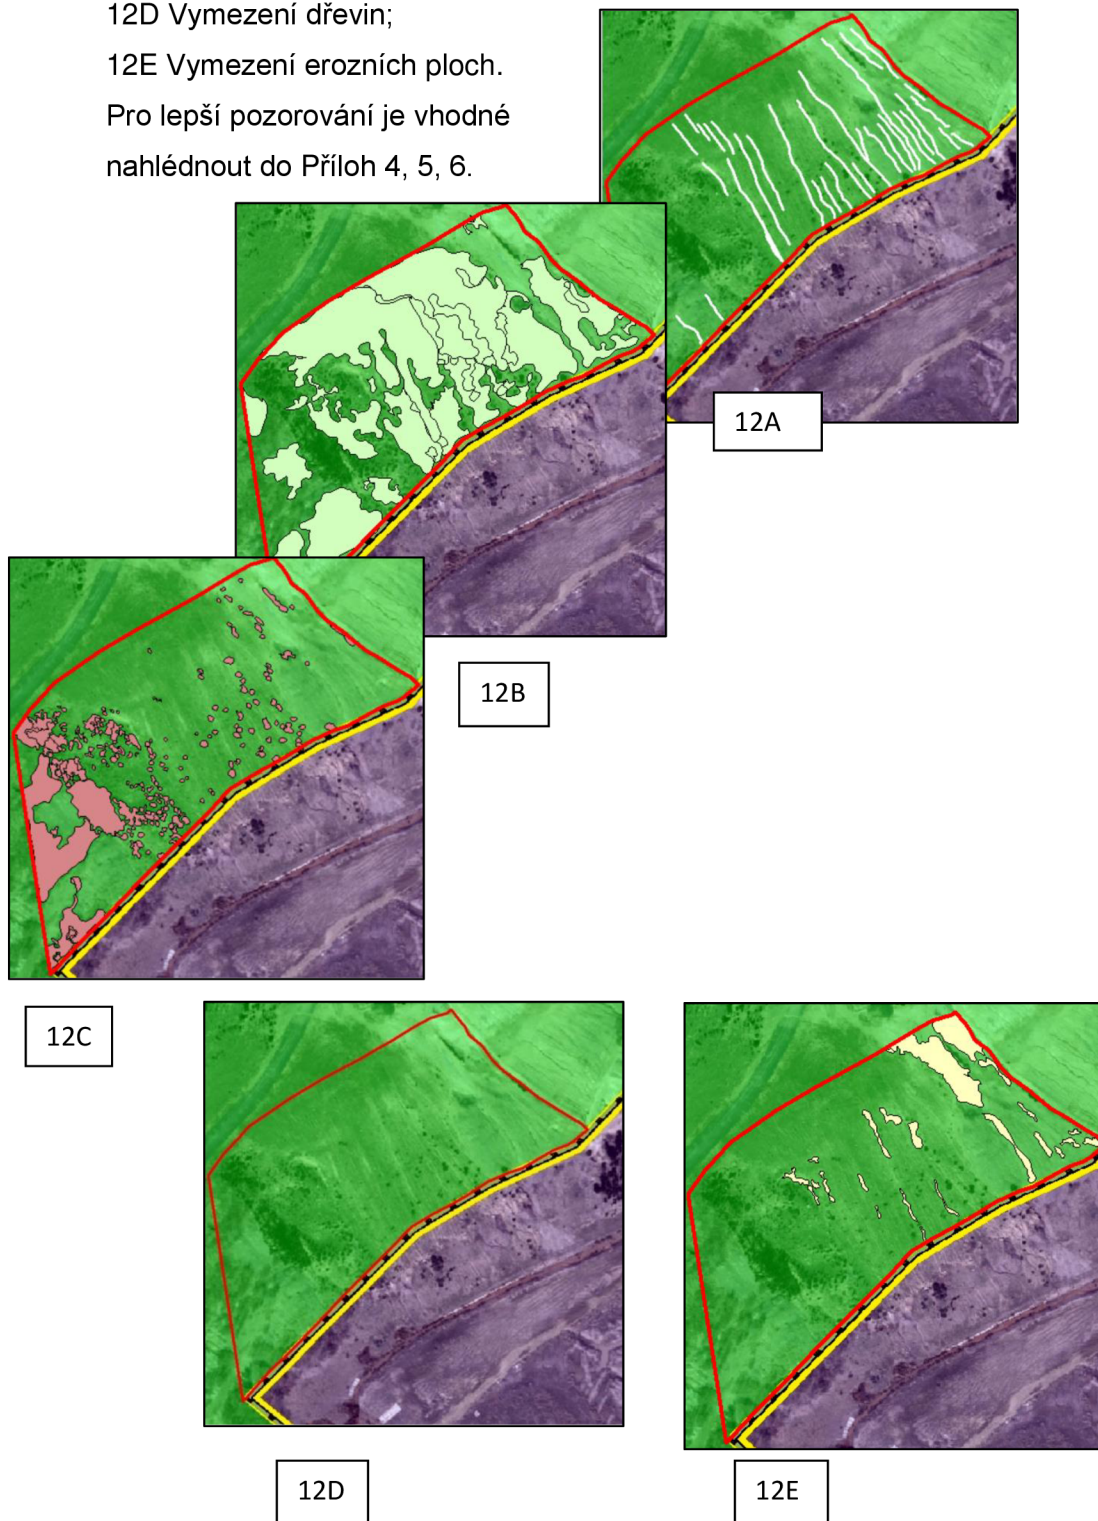 12D Vymezení dřevin;
12E Vymezení erozních ploch.
Pro lepší pozorování je vhodné
nahlédnout do Příloh 4, 5, 6.
12A
12B
12C
12D
12E